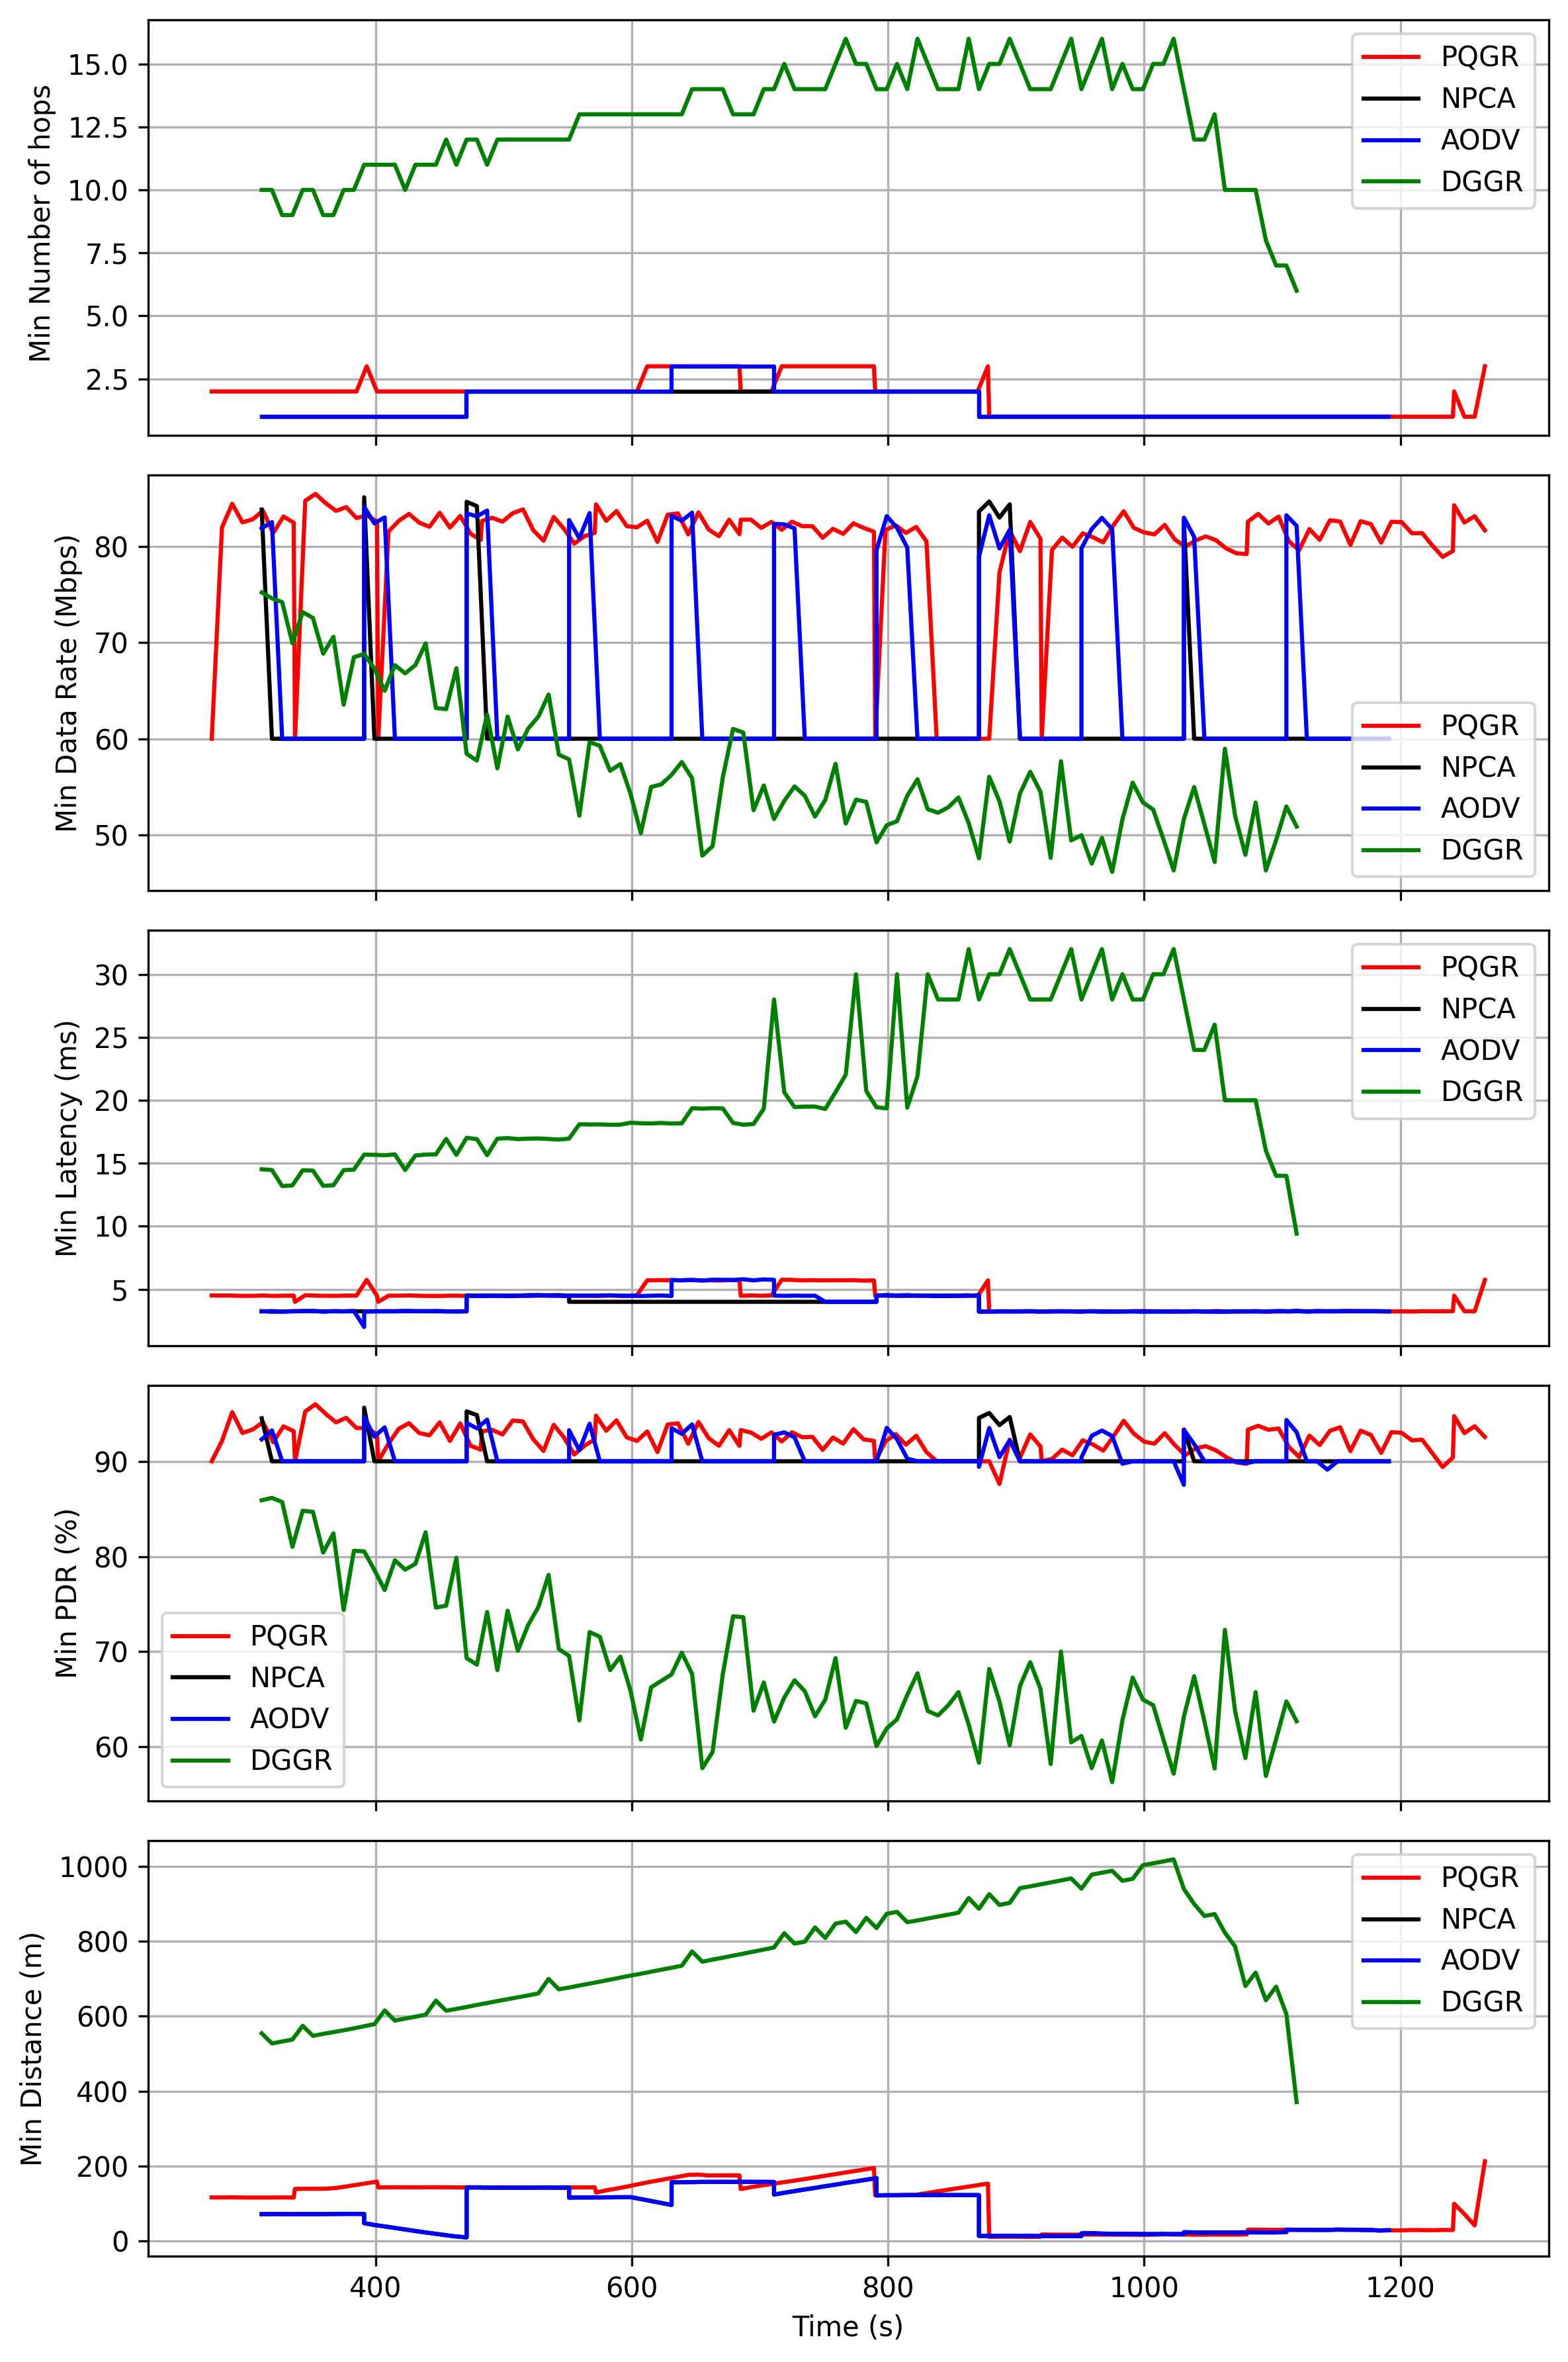 Min Number of hops
15.0
12.5
10.0
7.5
5.0
2.5
PQGR
NPCA
AODV
DGGR
Min Data Rate (Mbps)
80
70
60
50
PQGR
NPCA
AODV
DGGR
Min Latency (ms)
30
25
20
15
10
5
PQGR
NPCA
AODV
DGGR
Min PDR (%)
90
80
70
60
PQGR
NPCA
AODV
DGGR
Min Distance (m)
1000
800
600
400
200
0
PQGR
NPCA
AODV
DGGR
400 600 800 1000 1200
Time (s)